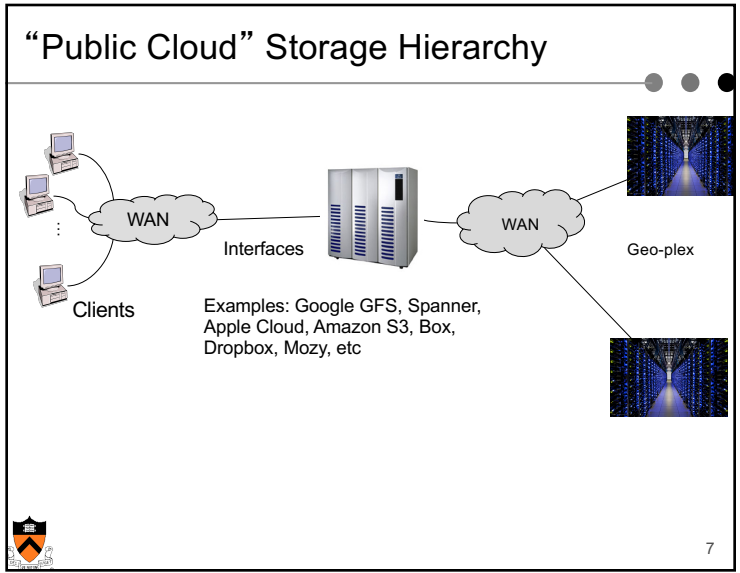 “Public Cloud” Storage Hierarchy
WAN
Interfaces
WAN
Geo-plex
⋮
Clients
Examples: Google GFS, Spanner,
Apple Cloud, Amazon S3, Box,
Dropbox, Mozy, etc
7